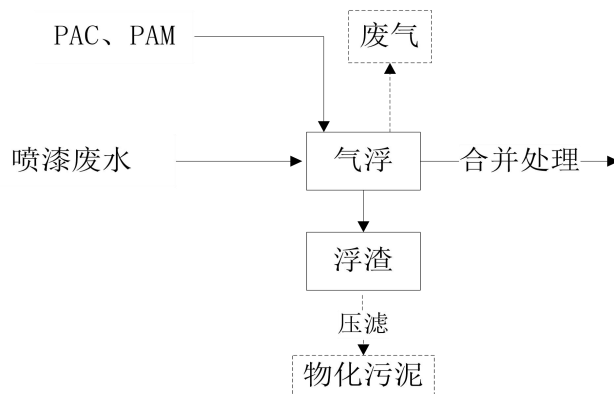 PAC、PAM
废气
喷漆废水
气浮
合并处理
浮渣
压滤
物化污泥